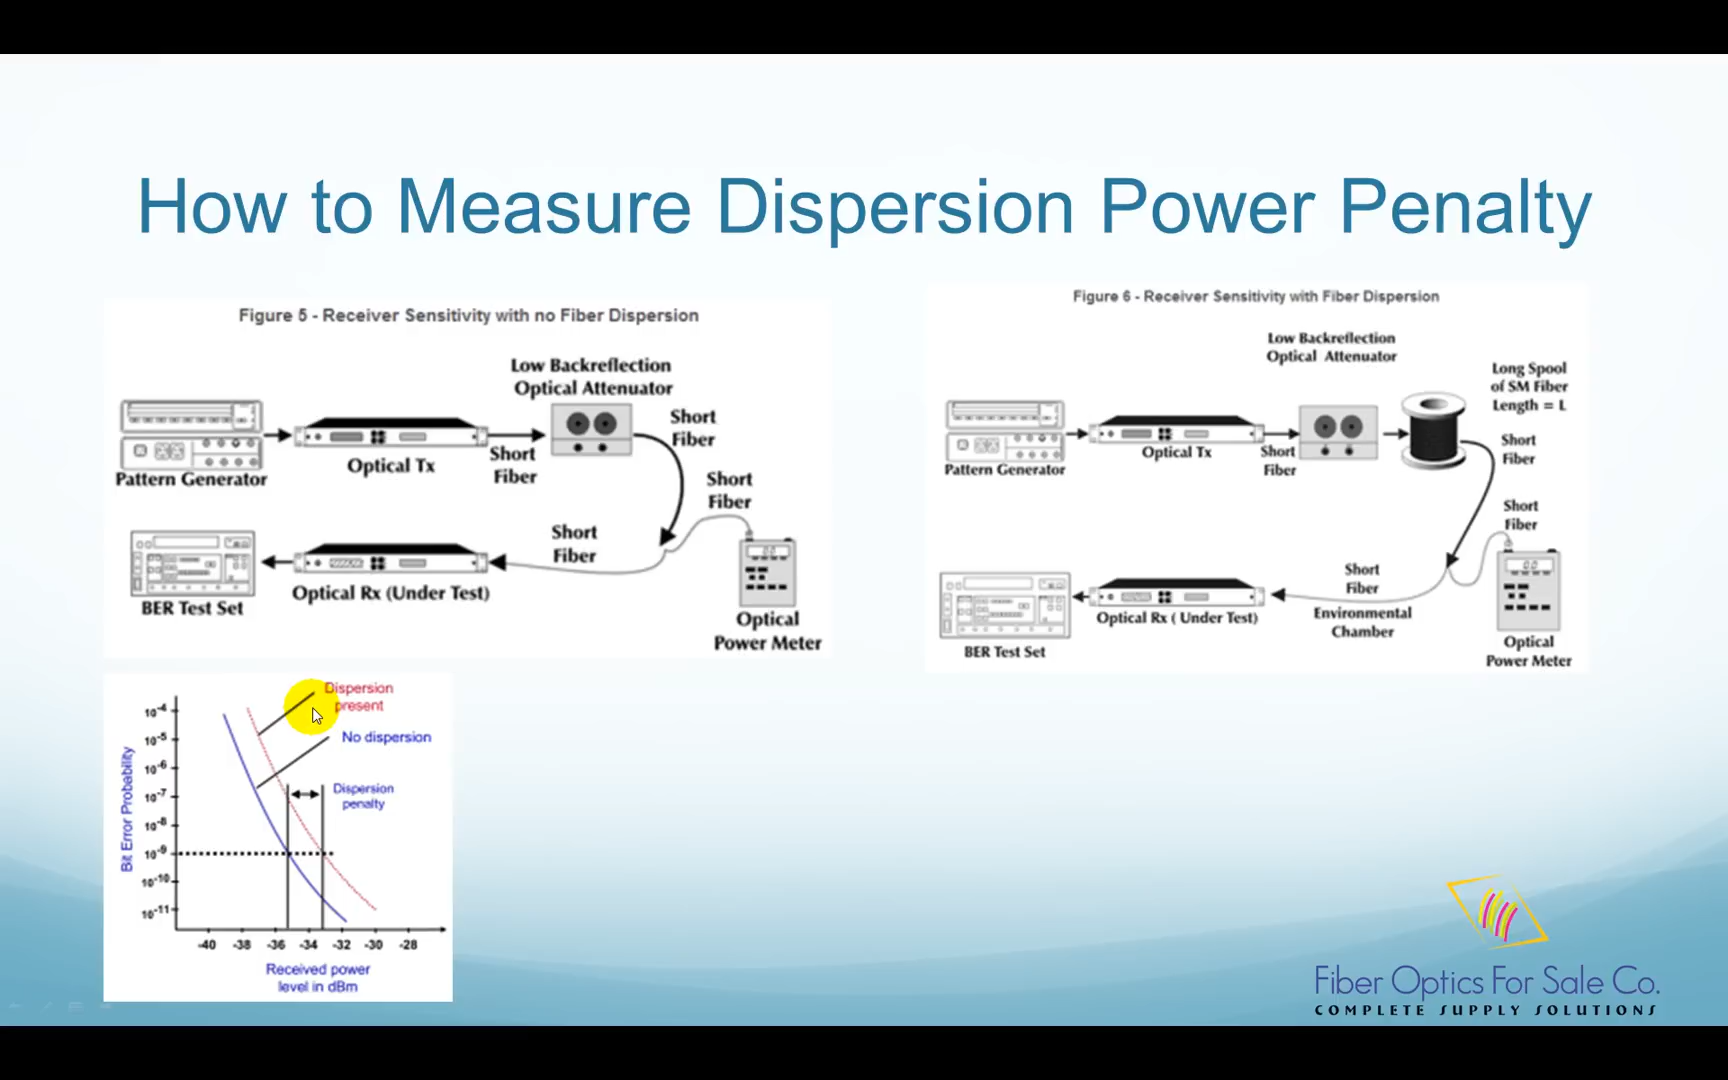 How to Measure Dispersion Power Penalty
Figure 5 - Receiver Sensitivity with no Fiber Dispersion
Low Backreflection
Optical Attenuator
Short
Fiber
Pattern Generator
Optical Tx
Short
Fiber
Short
Fiber
Short
Fiber
BER Test Set
Optical Rx (Under Test)
0.0
Optical
Power Meter
Figure 6 - Receiver Sensitivity with Fiber Dispersion
Low Backreflection
Optical Attenuator
Long Spool
of SM Fiber
Length = L
Pattern Generator
Optical Tx
Short
Fiber
Short
Fiber
Short
Fiber
Short
Fiber
Environmental
Chamber
BER Test Set
Optical Rx ( Under Test)
0.0
Optical
Power Meter
Dispersion
present
No dispersion
Dispersion
penalty
Bit Error Probability
10-4
10-5
10-6
10-7
10-8
10-9
10-10
10-11
-40 -38 -36 -34 -32 -30 -28
Received power
level in dBm
Fiber Optics For Sale Co.
COMPLETE SUPPLY SOLUTIONS